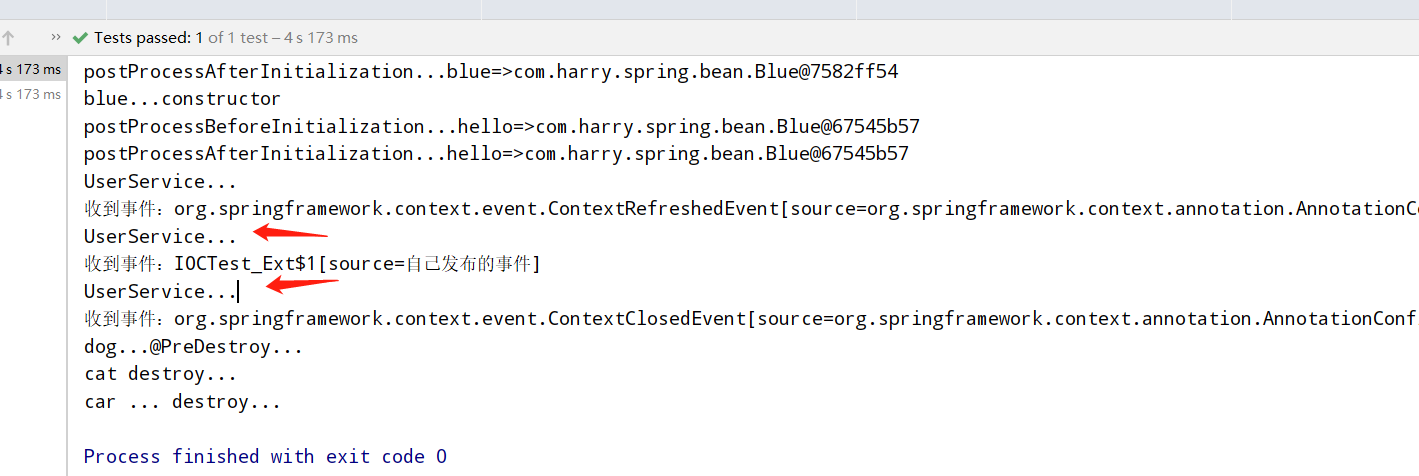 » Tests passed: 1 of 1 test – 4 s 173 ms
4 s 173 ms
4 s 173 ms
postProcessAfterInitialization...blue=>com.harry.spring.bean.Blue@7582ff54
blue...constructor
postProcessBeforeInitialization...hello=>com.harry.spring.bean.Blue@67545b57
postProcessAfterInitialization...hello=>com.harry.spring.bean.Blue@67545b57
UserService...
收到事件：org.springframework.context.event.ContextRefreshedEvent[source=org.springframework.context.annotation.AnnotationCo
UserService...
收到事件：IOCTest_Ext$1[source=自己发布的事件]
UserService...
收到事件：org.springframework.context.event.ContextClosedEvent[source=org.springframework.context.annotation.AnnotationConf
dog...@PreDestroy...
cat destroy...
car ... destroy...
Process finished with exit code 0